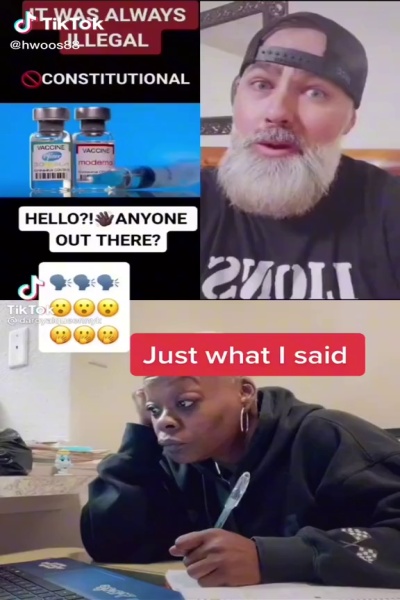 IT WAS ALWAYS
ILLEGAL
TikTok
@hwoos88
CONSTITUTIONAL
VACCINE
VACCINE
moderna
HELLO?! ANYONE
OUT THERE?
TikTok
Just what I said
LIONS